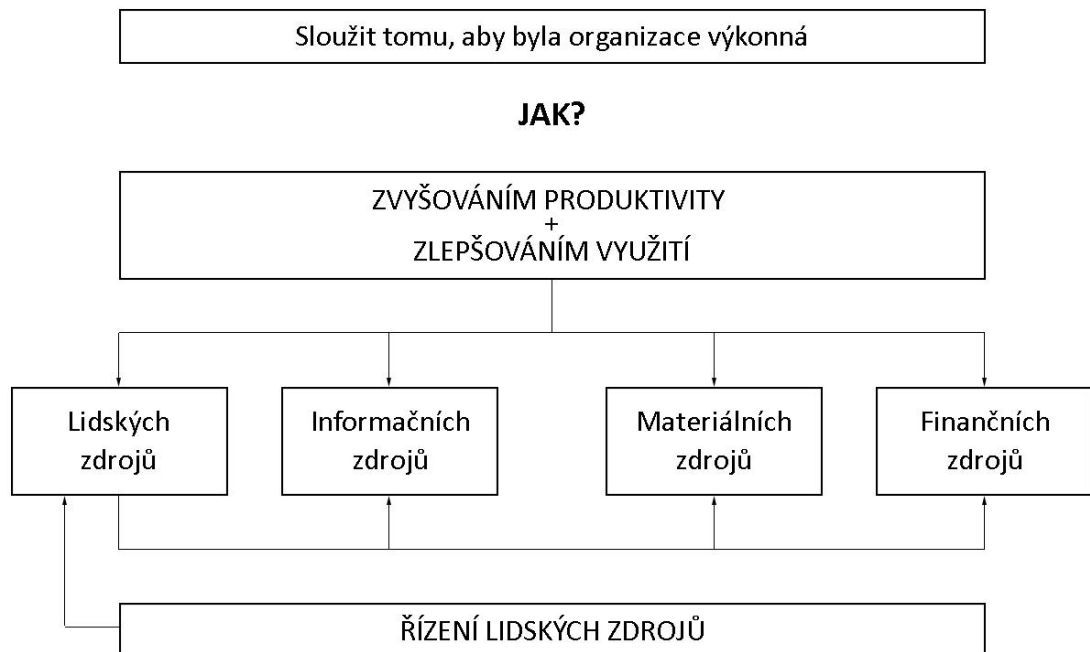 Sloužit tomu, aby byla organizace výkonná
JAK?
ZVYŠOVÁNÍM PRODUKTIVITY
+
ZLEPŠOVÁNÍM VYUŽITÍ
Lidských
zdrojů
Informačních
zdrojů
Materiálních
zdrojů
Finančních
zdrojů
ŘÍZENÍ LIDSKÝCH ZDROJŮ